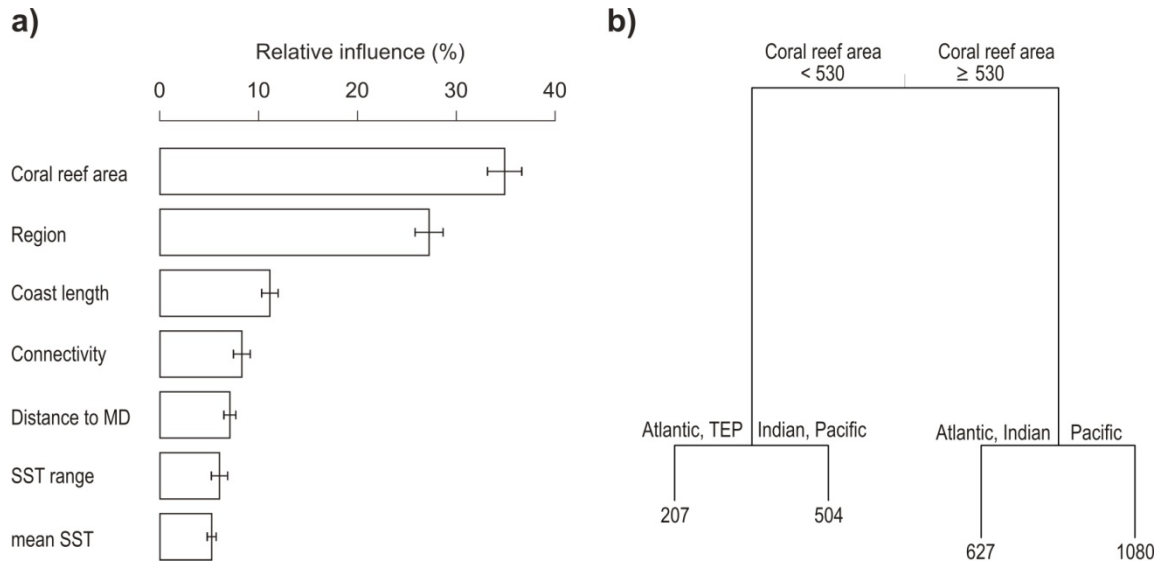 a)
Relative influence (%)
0 10 20 30 40
Coral reef area
Region
Coast length
Connectivity
Distance to MD
SST range
mean SST
b)
Coral reef area
< 530
Coral reef area
≥ 530
Atlantic, TEP
Indian, Pacific
Atlantic, Indian
Pacific
207
504
627
1080